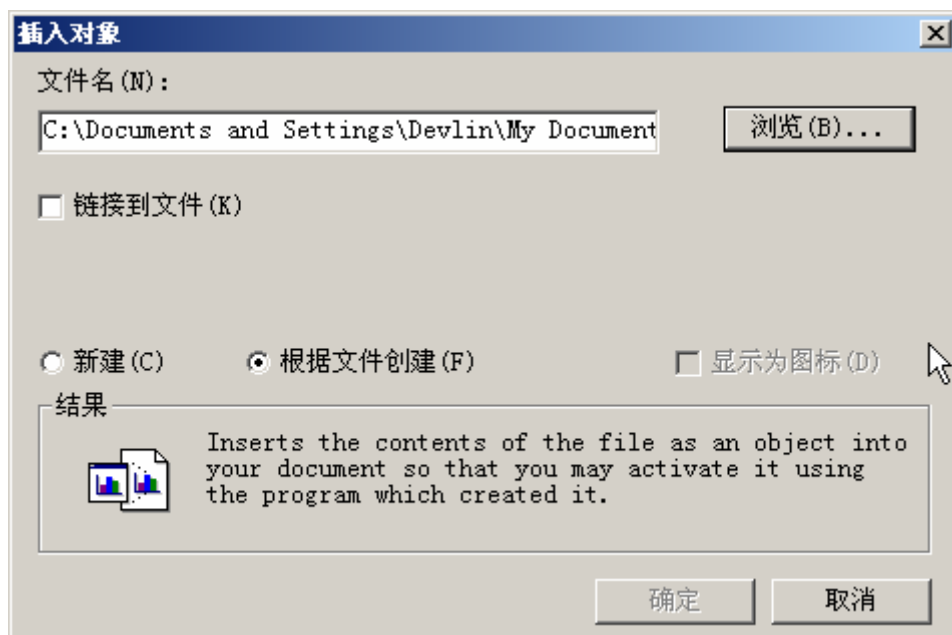 插入对象
文件名(N):
C:\Documents and Settings\Devlin\My Document
浏览(B)...
链接到文件(K)
新建(C)
根据文件创建(F)
显示为图标(D)
结果
Inserts the contents of the file as an object into
your document so that you may activate it using
the program which created it.
确定
取消